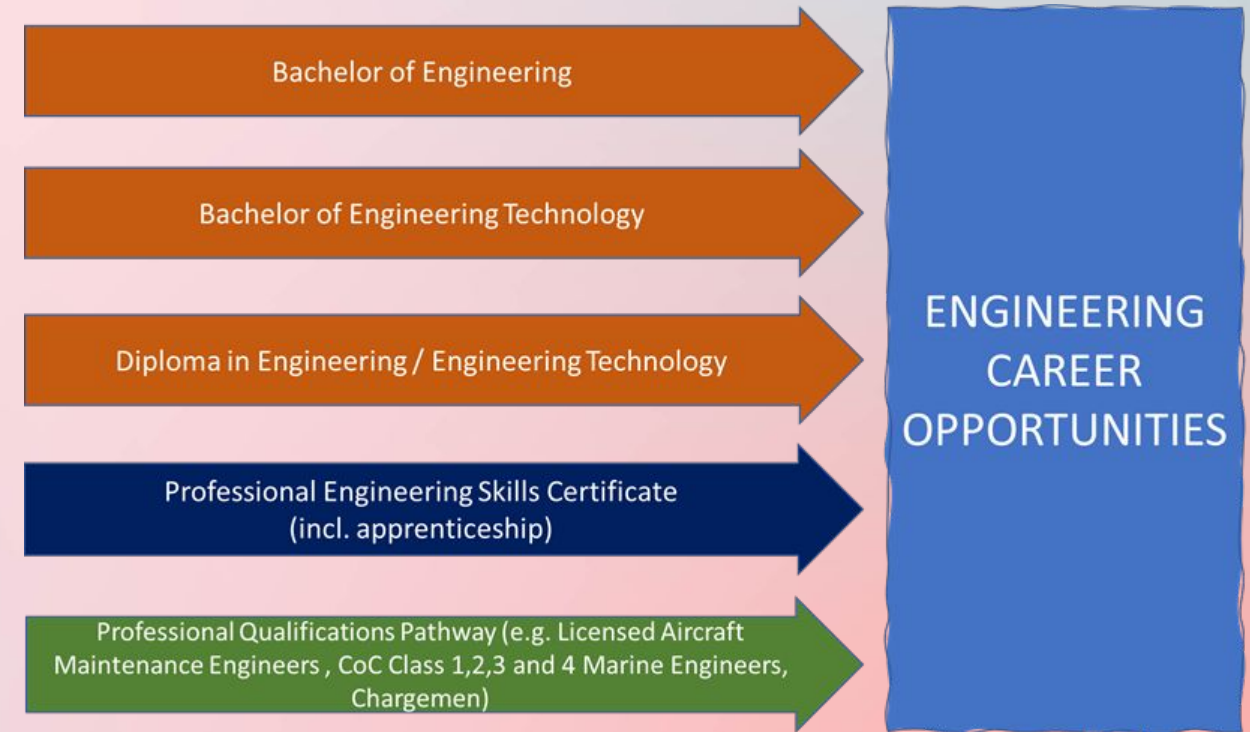 Bachelor of Engineering
Bachelor of Engineering Technology
Diploma in Engineering / Engineering Technology
Professional Engineering Skills Certificate
(incl. apprenticeship)
Professional Qualifications Pathway (e.g. Licensed Aircraft
Maintenance Engineers , CoC Class 1,2,3 and 4 Marine Engineers,
Chargemen)
ENGINEERING
CAREER
OPPORTUNITIES